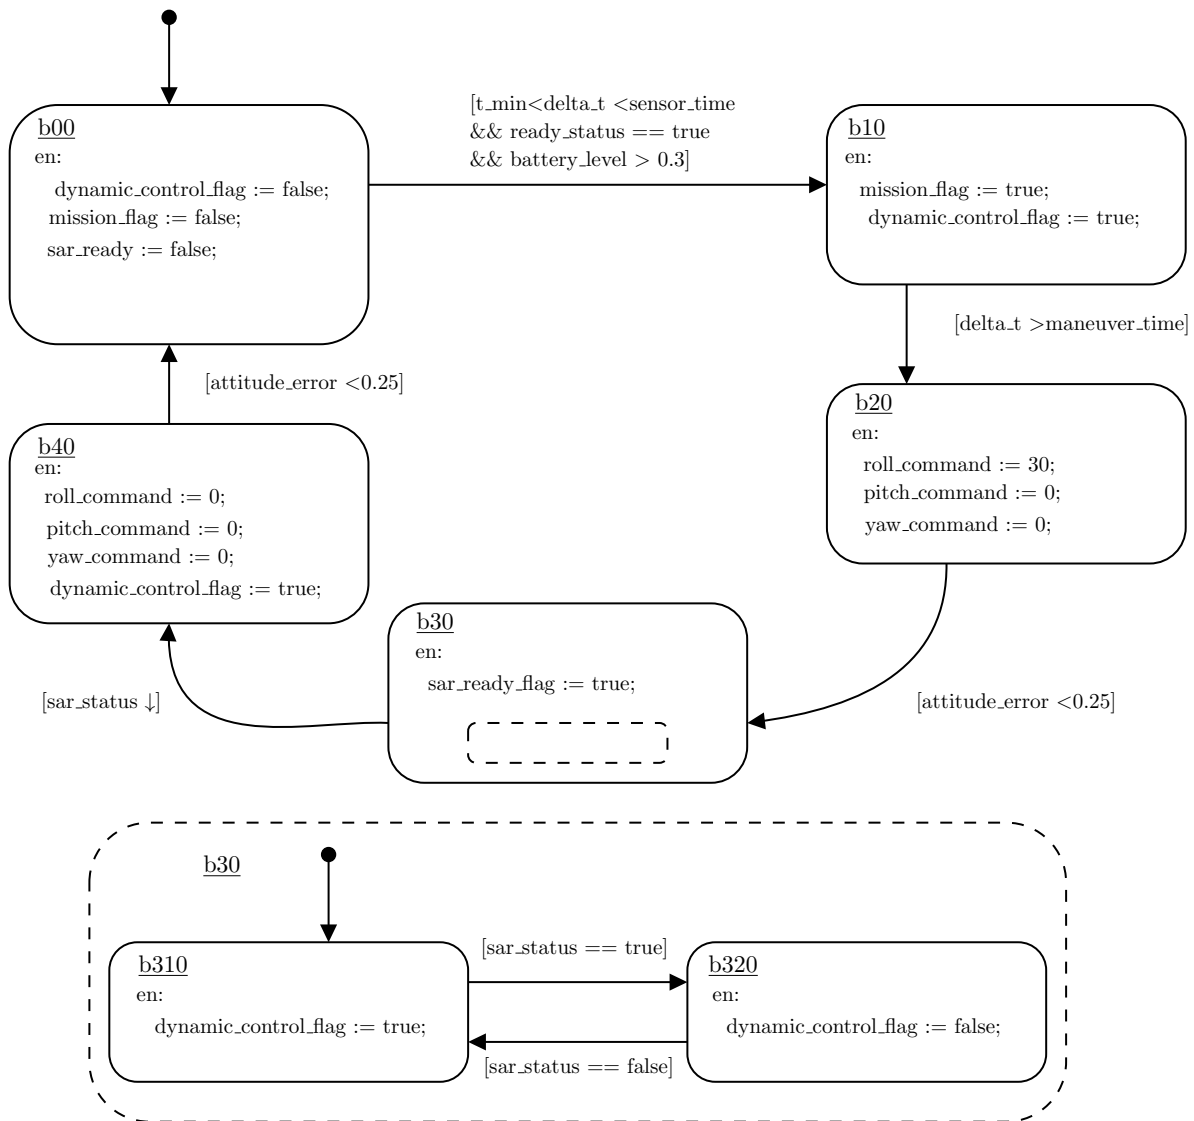 [t_min<delta_t <sensor_time
&& ready_status == true
&& battery_level > 0.3]
b00
en:
dynamic_control_flag := false;
mission_flag := false;
sar_ready := false;
b10
en:
mission_flag := true;
dynamic_control_flag := true;
[delta_t >maneuver_time]
[attitude_error <0.25]
b20
en:
roll_command := 30;
pitch_command := 0;
yaw_command := 0;
b40
en:
roll_command := 0;
pitch_command := 0;
yaw_command := 0;
dynamic_control_flag := true;
b30
en:
sar_ready_flag := true;
[sar_status ↓]
[attitude_error <0.25]
b30
[sar_status == true]
b310
en:
dynamic_control_flag := true;
b320
en:
dynamic_control_flag := false;
[sar_status == false]